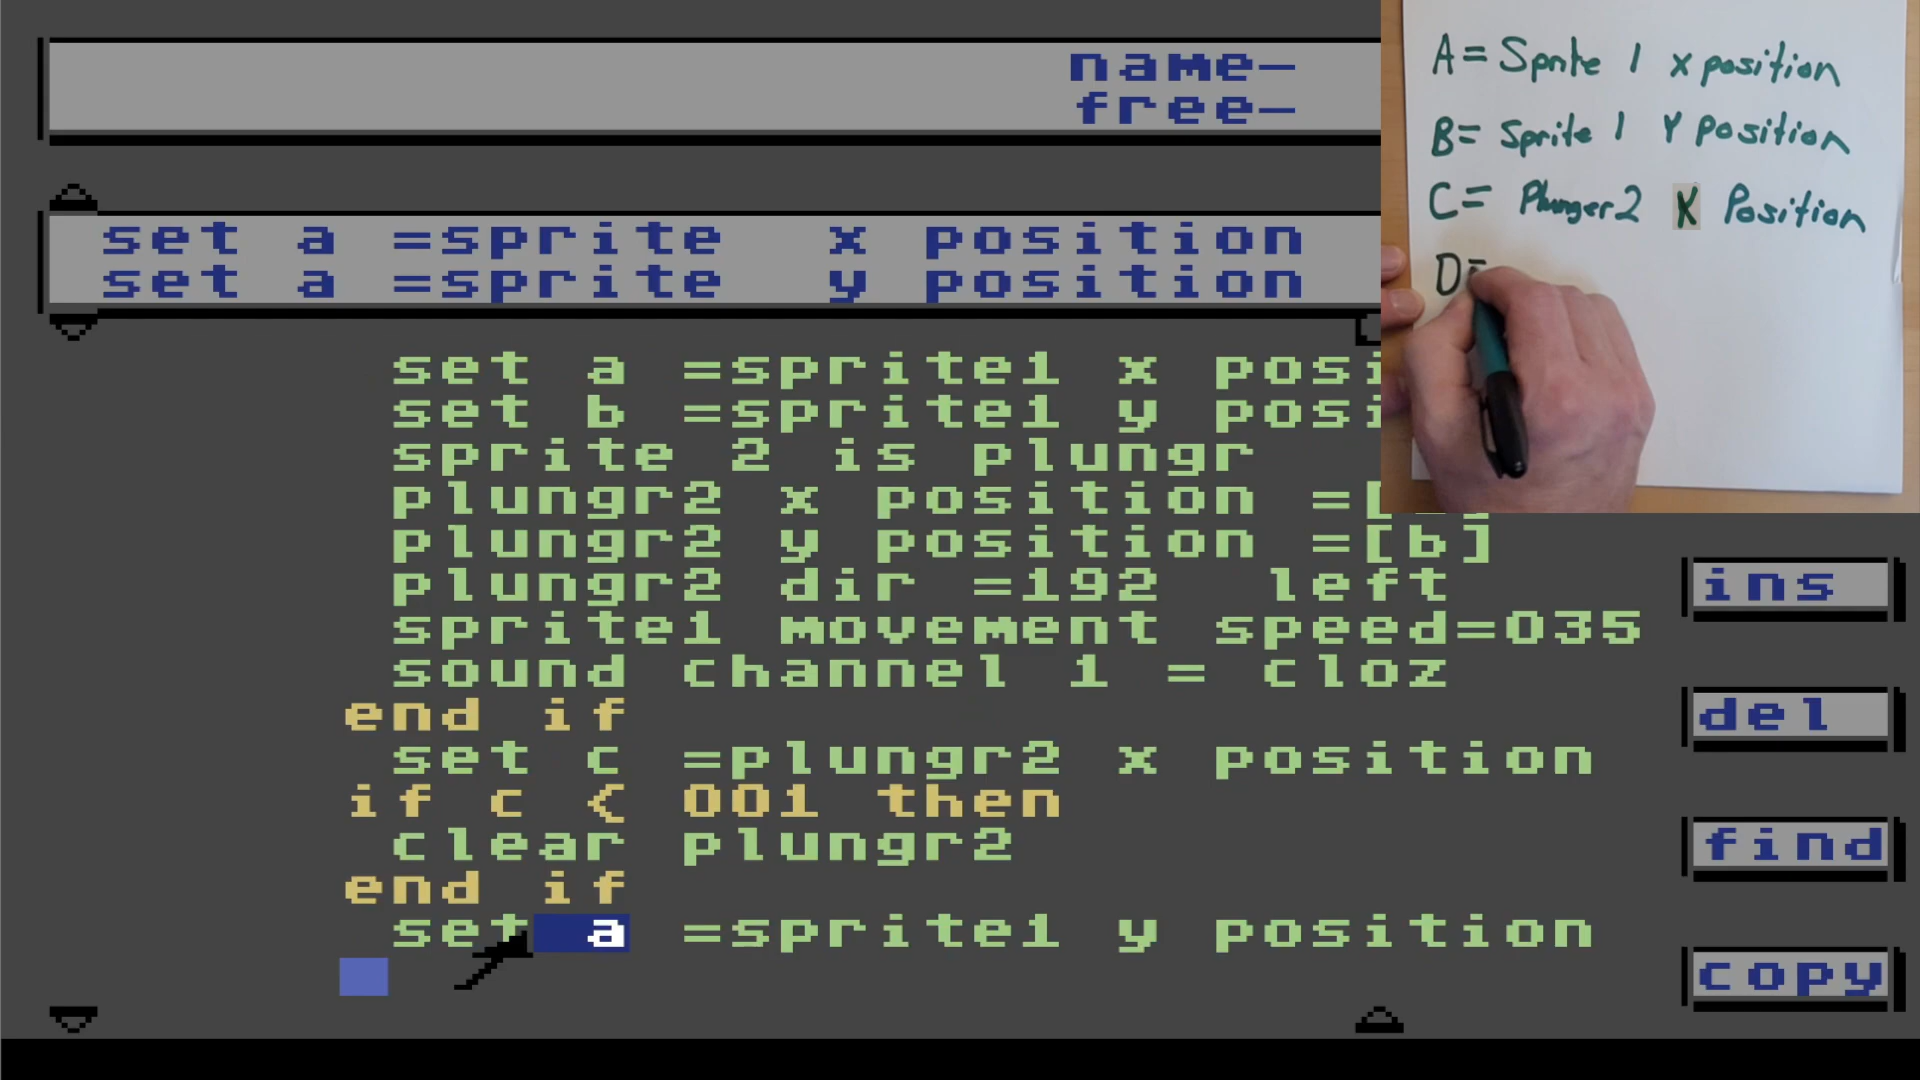 name-
free-
set a =sprite x position
set a =sprite y position
set a =sprite1 x posi
set b =sprite1 y posi
sprite 2 is plungr
plungr2 x position =[
plungr2 y position =[b]
plungr2 dir =192 left
sprite1 movement speed=035
sound channel 1 = cloz
end if
set c =plungr2 x position
if c < 001 then
clear plungr2
end if
set a =sprite1 y position
ins
del
find
copy
A= Sprite 1 x position
B= Sprite 1 Y position
C= Plunger2 X Position
D=